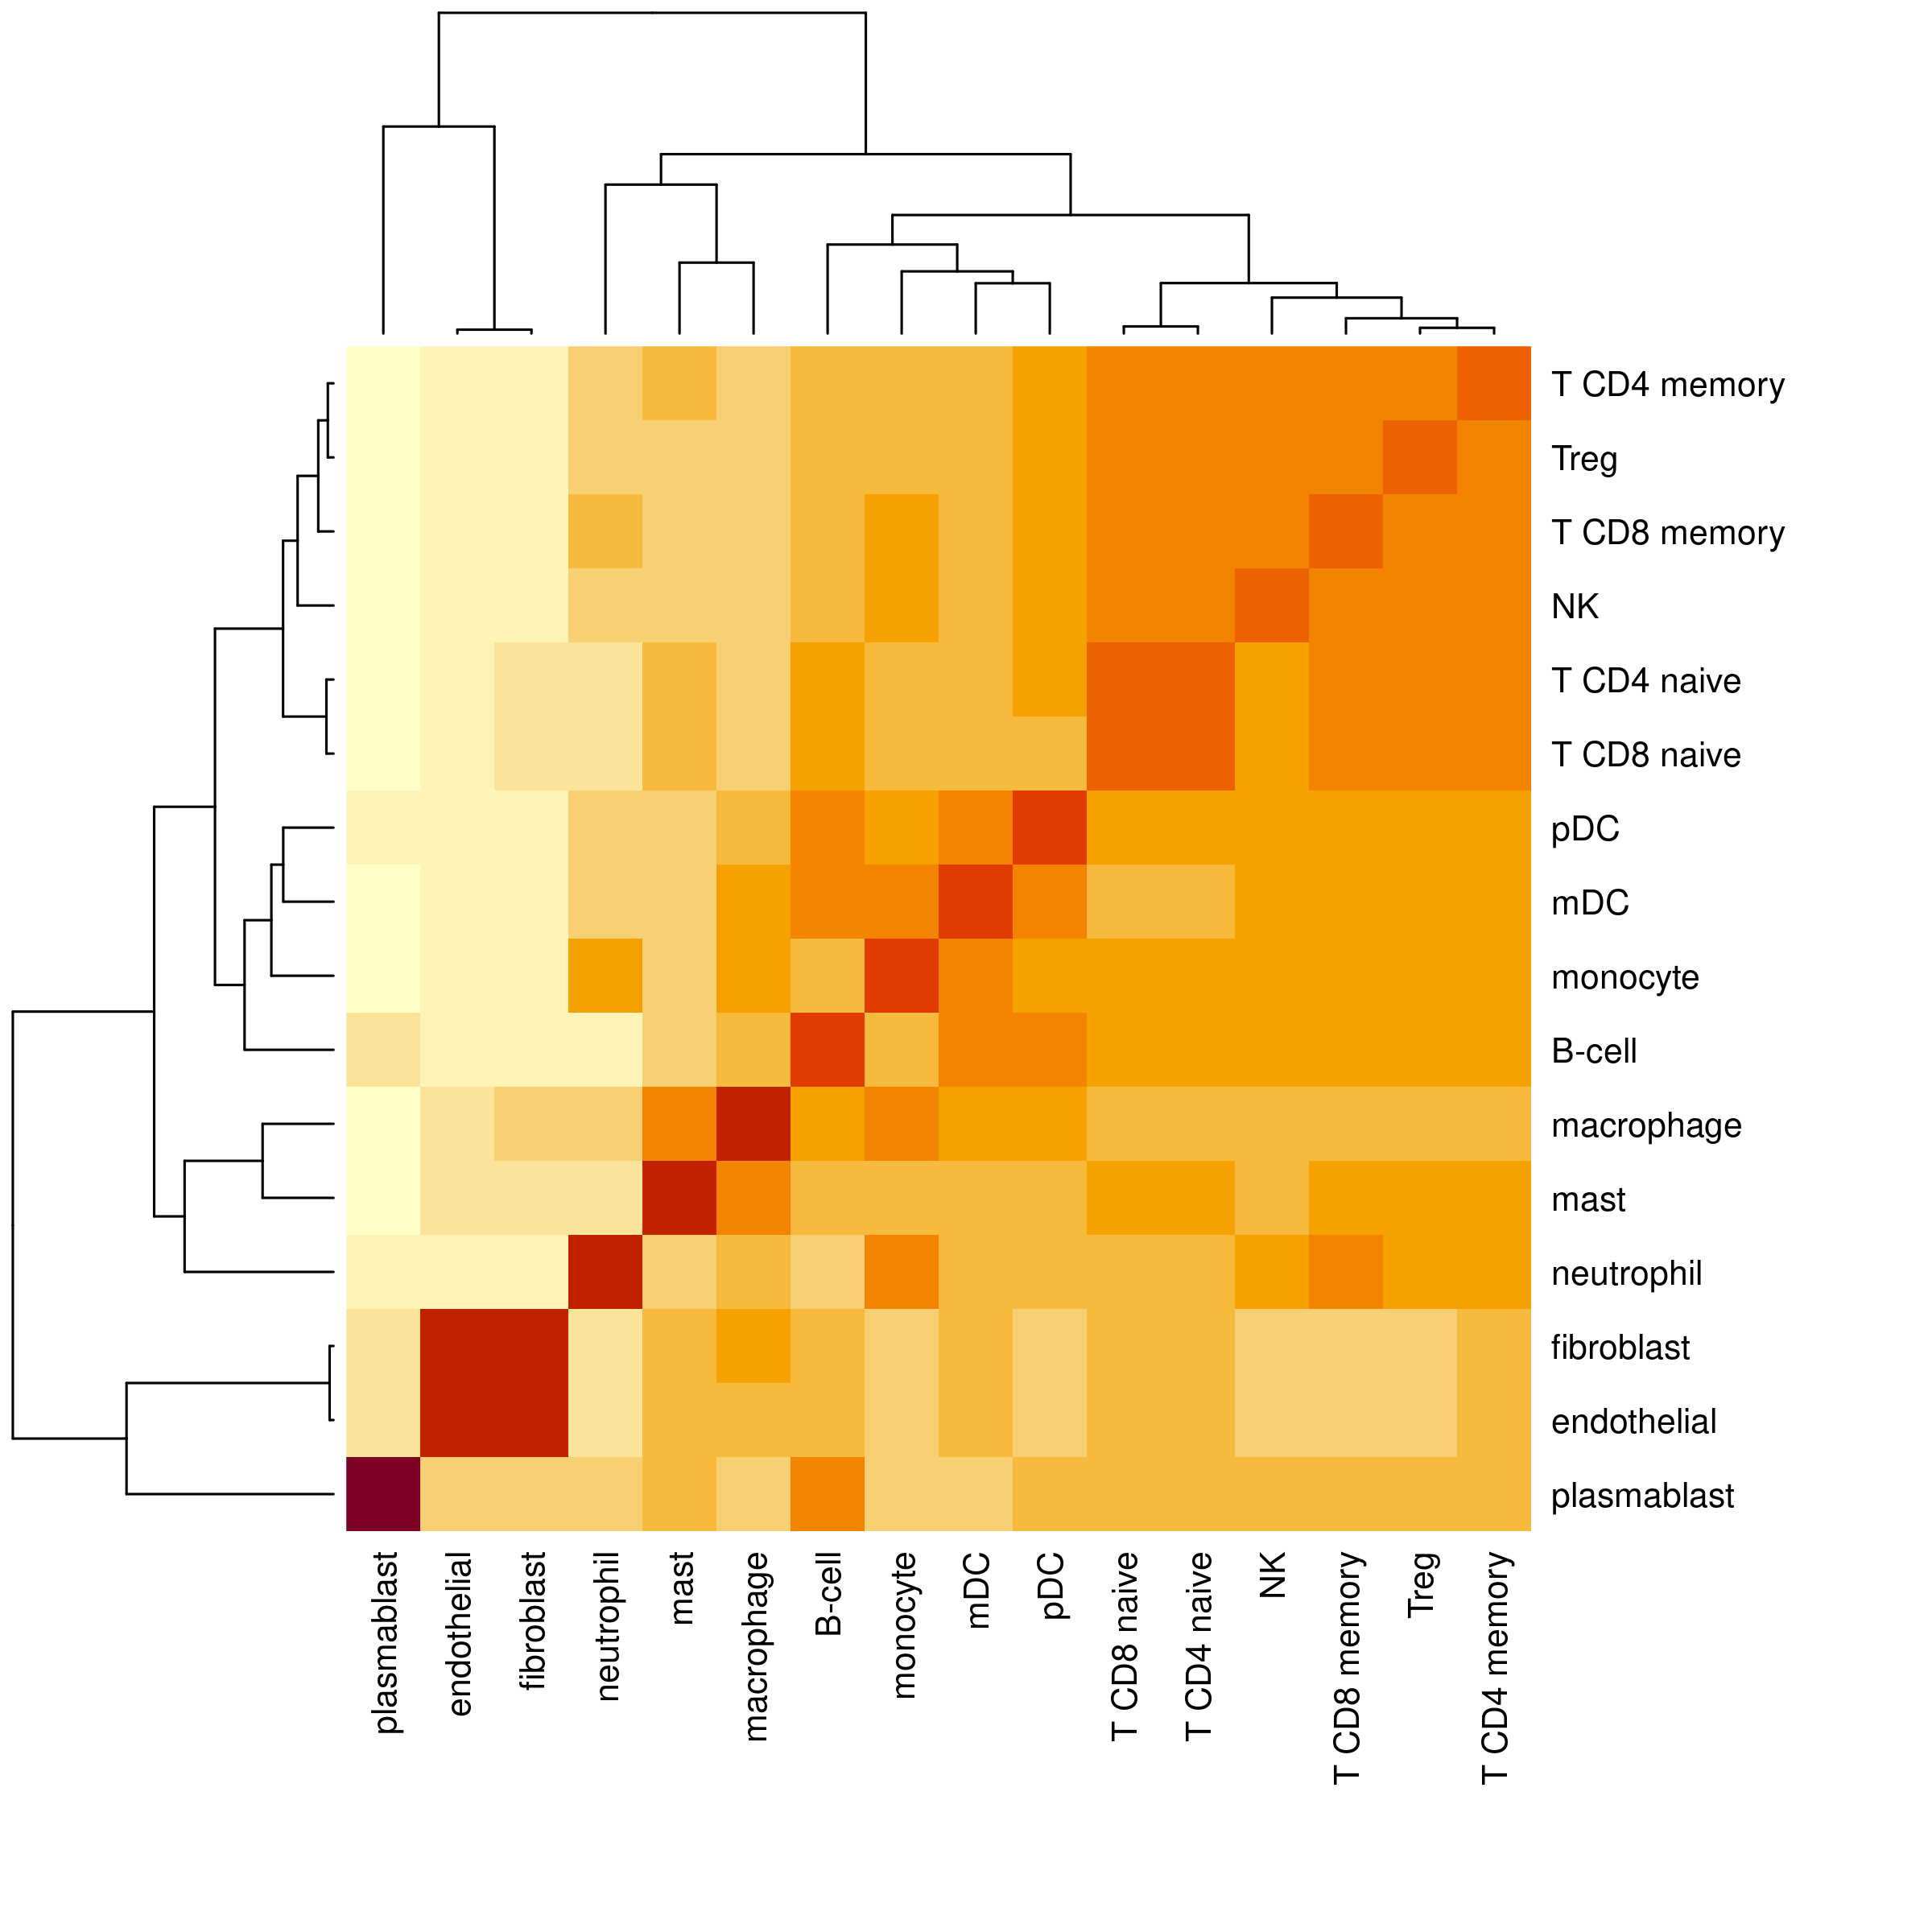 T CD4 memory
Treg
T CD8 memory
NK
T CD4 naive
T CD8 naive
pDC
mDC
monocyte
B-cell
macrophage
mast
neutrophil
fibroblast
endothelial
plasmablast
plasmablast
endothelial
fibroblast
neutrophil
mast
macrophage
B-cell
monocyte
mDC
pDC
T CD8 naive
T CD4 naive
NK
T CD8 memory
Treg
T CD4 memory